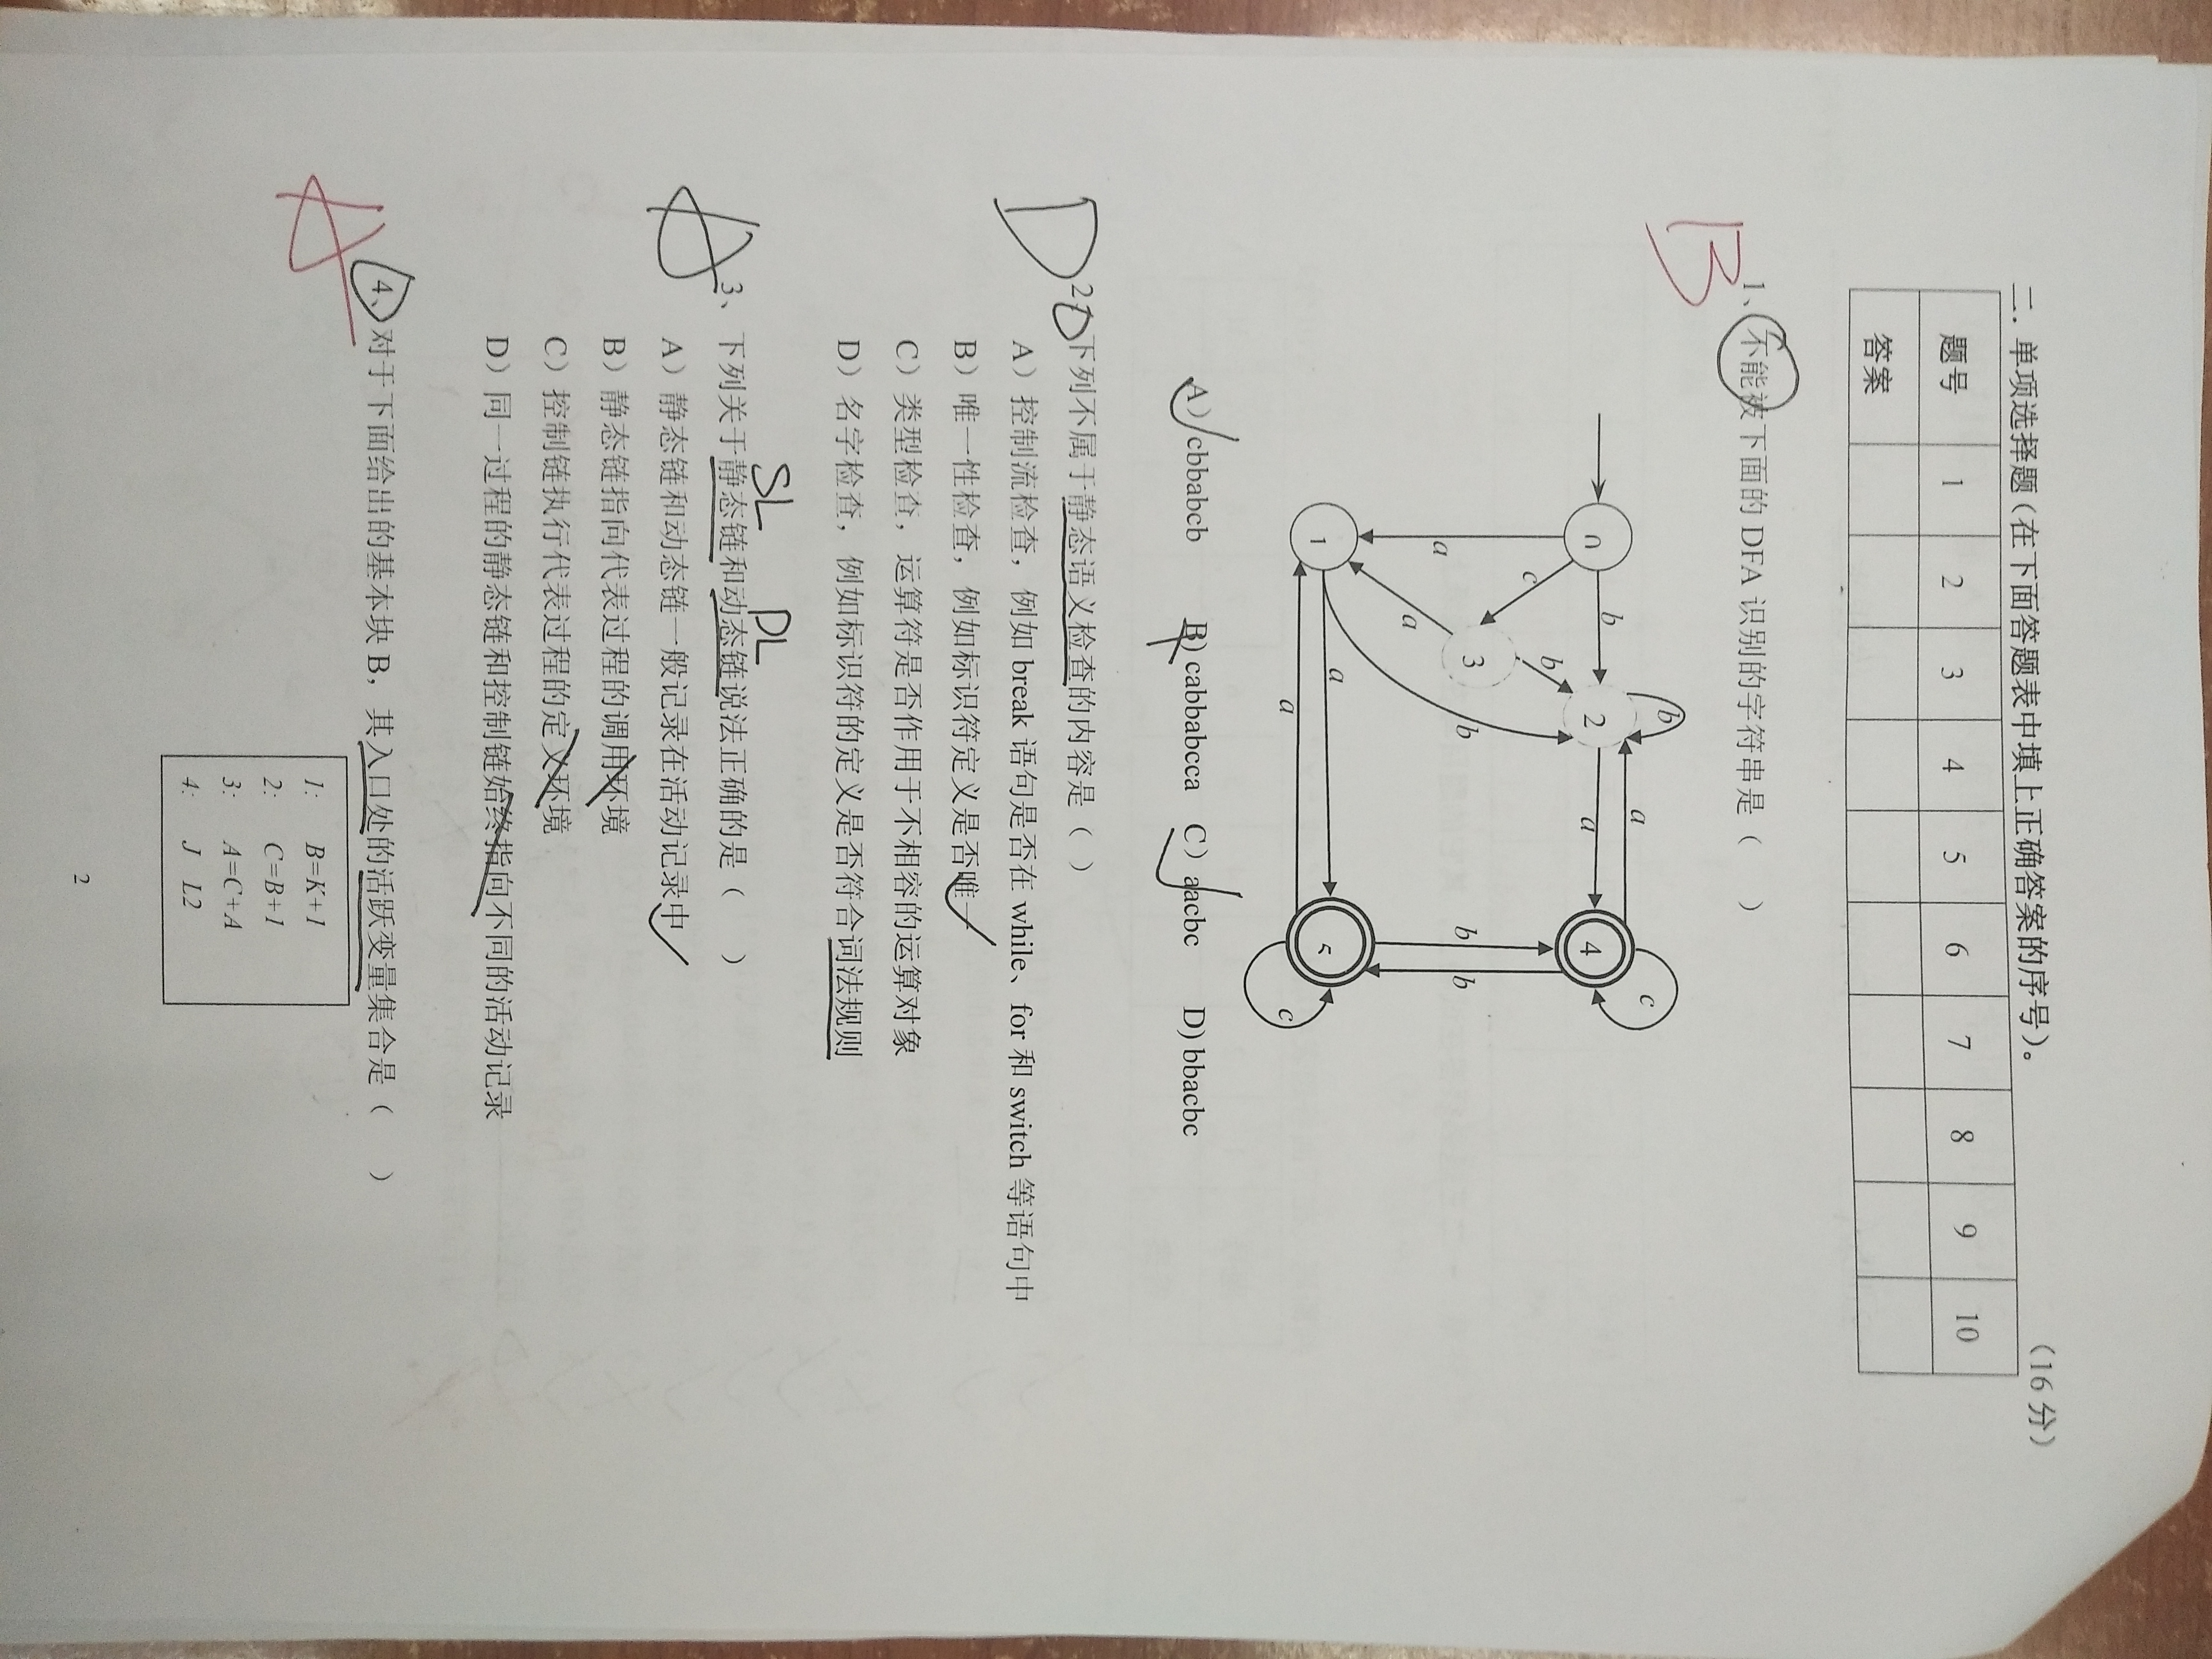 二. 单项选择题(在下面答题表中填上正确答案的序号)。 (16分)
题号 1 2 3 4 5 6 7 8 9 10
答案
B
1、不能被下面的 DFA 识别的字符串是( )
0 b 2 a 4 a b c
a c 3 b a b b b
1 a 5 a c
A) cbbabcb B) cabbabcca C) aacbc D) bbacbc
D
2、下列不属于静态语义检查的内容是( )
A)控制流检查,例如 break 语句是否在 while、for 和 switch 等语句中
B)唯一性检查,例如标识符定义是否唯一
C)类型检查,运算符是否作用于不相容的运算对象
D)名字检查,例如标识符的定义是否符合词法规则
SL DL
A
3、下列关于静态链和动态链说法正确的是( )
A)静态链和动态链一般记录在活动记录中
B)静态链指向代表过程的调用环境
C)控制链执行代表过程的定义环境
D)同一过程的静态链和控制链始终指向不同的活动记录
A
4、对于下面给出的基本块 B,其入口处的活跃变量集合是( )
1: B=K+1
2: C=B+1
3: A=C+A
4: J L2
2